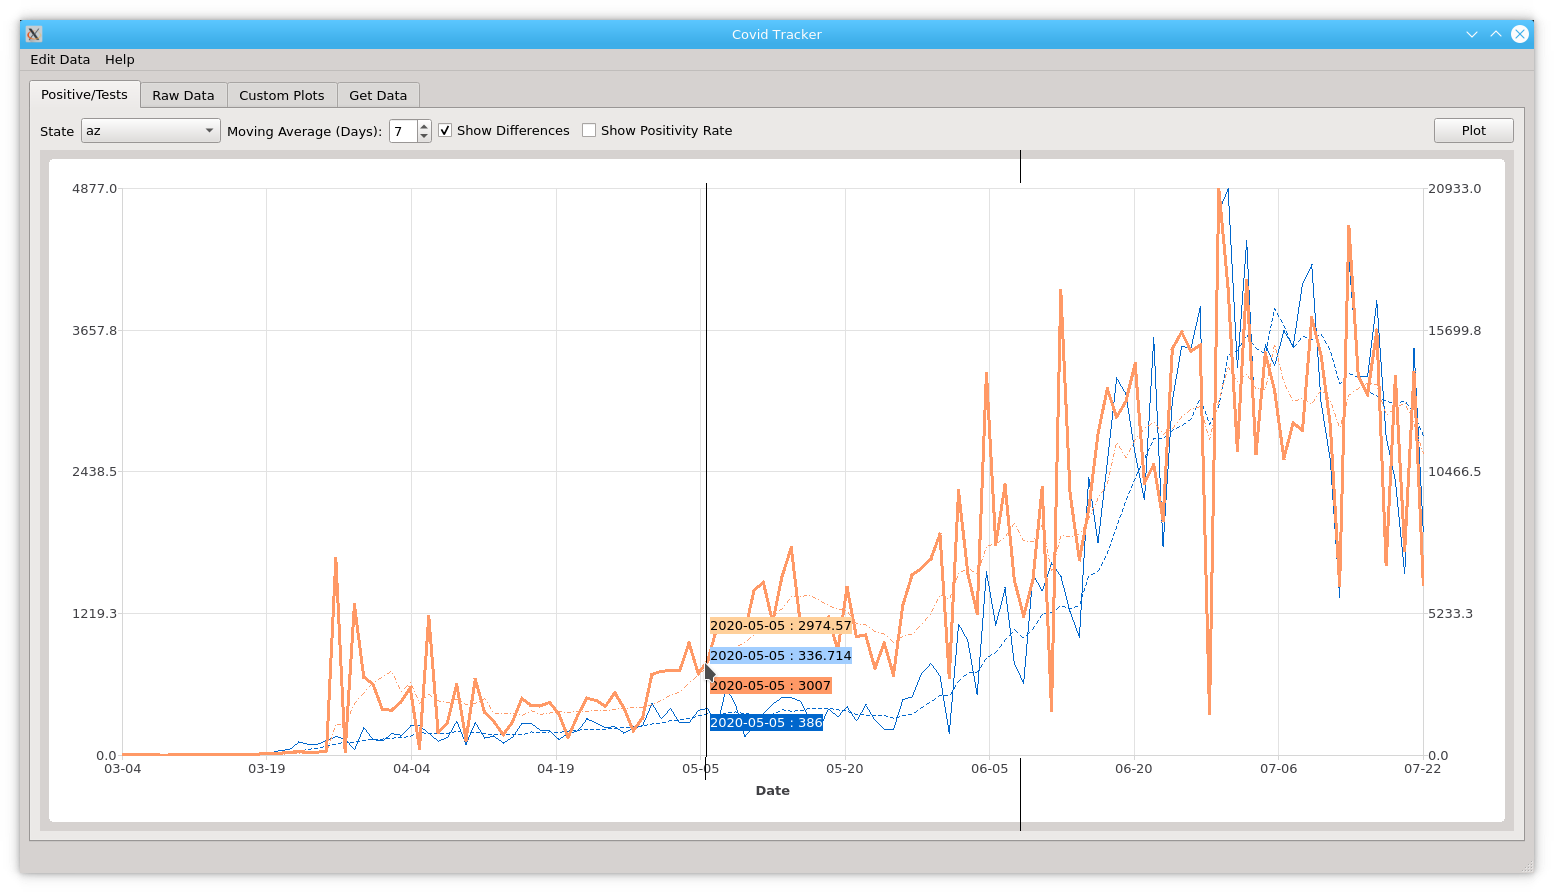 Covid Tracker
Edit Data Help
Positive/Tests Raw Data Custom Plots Get Data
State az Moving Average (Days): 7 Show Differences Show Positivity Rate Plot
4877.0 20933.0
3657.8 15699.8
2438.5 10466.5
1219.3 5233.3
2020-05-05 : 2974.57
2020-05-05 : 336.714
2020-05-05 : 3007
2020-05-05 : 386
0.0 0.0
03-04 03-19 04-04 04-19 05-05 05-20 06-05 06-20 07-06 07-22
Date